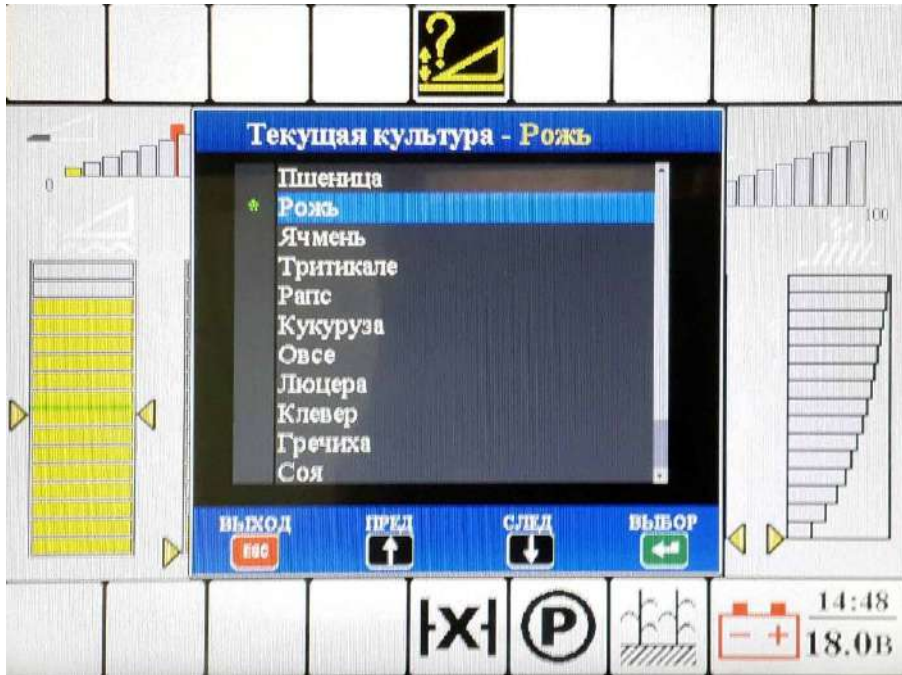 ?
Текущая культура - Рожь
0
100
Пшеница
* Рожь
Ячмень
Тритикале
Рапс
Кукуруза
Овсе
Люцера
Клевер
Гречиха
Соя
ВЫХОД ПРЕД СЛЕД ВЫБОР
ESC
X P
14:48
- + 18.0В